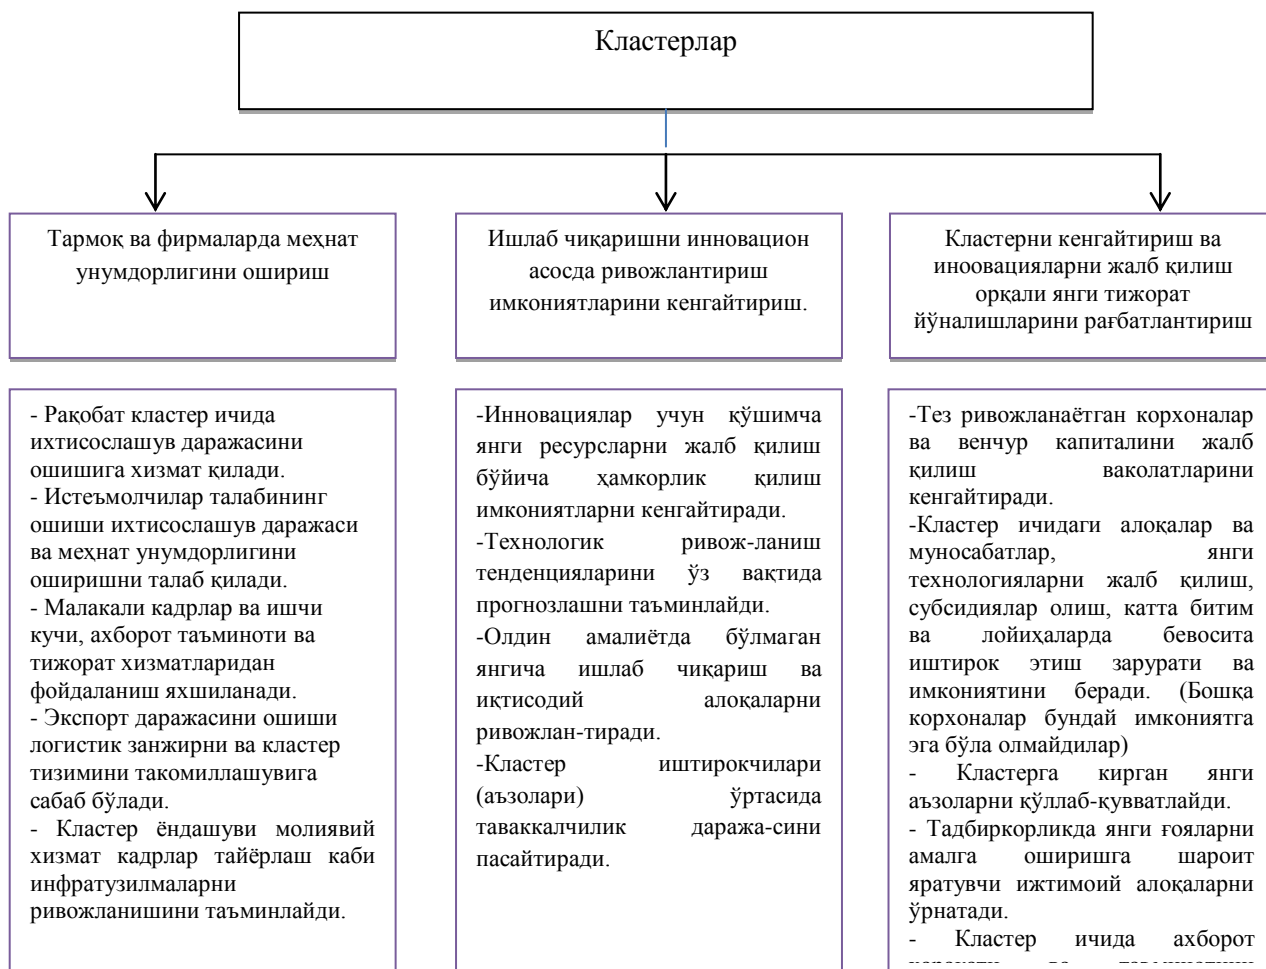 Кластерлар
Тармоқ ва фирмаларда меҳнат
унумдорлигини ошириш
Ишлаб чиқаришни инновацион
асосда ривожлантириш
имкониятларини кенгайтириш.
Кластерни кенгайтириш ва
иноовацияларни жалб қилиш
орқали янги тижорат
йўналишларини рағбатлантириш
- Рақобат кластер ичида
ихтисослашув даражасини
ошишига хизмат қилади.
- Истеъмолчилар талабининг
ошиши ихтисослашув даражаси
ва меҳнат унумдорлигини
оширишни талаб қилади.
- Малакали кадрлар ва ишчи
кучи, ахборот таъминоти ва
тижорат хизматларидан
фойдаланиш яхшиланади.
- Экспорт даражасини ошиши
логистик занжирни ва кластер
тизимини такомиллашувига
сабаб бўлади.
- Кластер ёндашуви молиявий
хизмат кадрлар тайёрлаш каби
инфратузилмаларни
ривожланишини таъминлайди.
-Инновациялар учун қўшимча
янги ресурсларни жалб қилиш
бўйича ҳамкорлик қилиш
имкониятларни кенгайтиради.
-Технологик ривож-ланиш
тенденцияларини ўз вақтида
прогнозлашни таъминлайди.
-Олдин амалиётда бўлмаган
янгича ишлаб чиқариш ва
иқтисодий алоқаларни
ривожлан-тиради.
-Кластер иштирокчилари
(аъзолари) ўртасида
таваккалчилик даража-сини
пасайтиради.
-Тез ривожланаётган корхоналар
ва венчур капиталини жалб
қилиш ваколатларини
кенгайтиради.
-Кластер ичидаги алоқалар ва
муносабатлар, янги
технологияларни жалб қилиш,
субсидиялар олиш, катта битим
ва лойиҳаларда бевосита
иштирок этиш зарурати ва
имкониятини беради. (Бошқа
корхоналар бундай имкониятга
эга бўла олмайдилар)
- Кластерга кирган янги
аъзоларни қўллаб-қувватлайди.
- Тадбиркорликда янги ғояларни
амалга оширишга шароит
яратувчи ижтимоий алоқаларни
ўрнатади.
- Кластер ичида ахборот